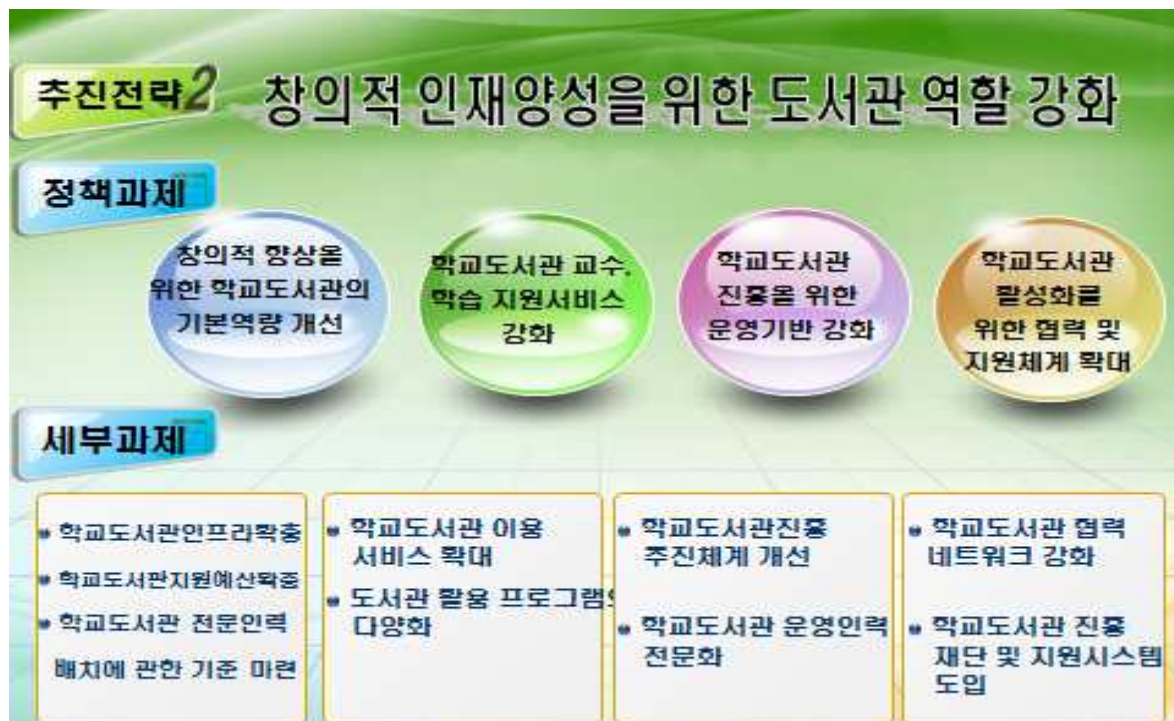 추진전략2 창의적 인재양성을 위한 도서관 역할 강화
정책과제
창의적 향상을
위한 학교도서관의
기본역량 개선
학교도서관 교수,
학습 지원서비스
강화
학교도서관
진흥을 위한
운영기반 강화
학교도서관
활성화를
위한 협력 및
지원체계 확대
세부과제
학교도서관인프라확충
학교도서관지원예산확충
학교도서관 전문인력
배치에 관한 기준 마련
학교도서관 이용
서비스 확대
도서관 활용 프로그램의
다양화
학교도서관진흥
추진체계 개선
학교도서관 운영인력
전문화
학교도서관 협력
네트워크 강화
학교도서관 진흥
재단 및 지원시스템
도입